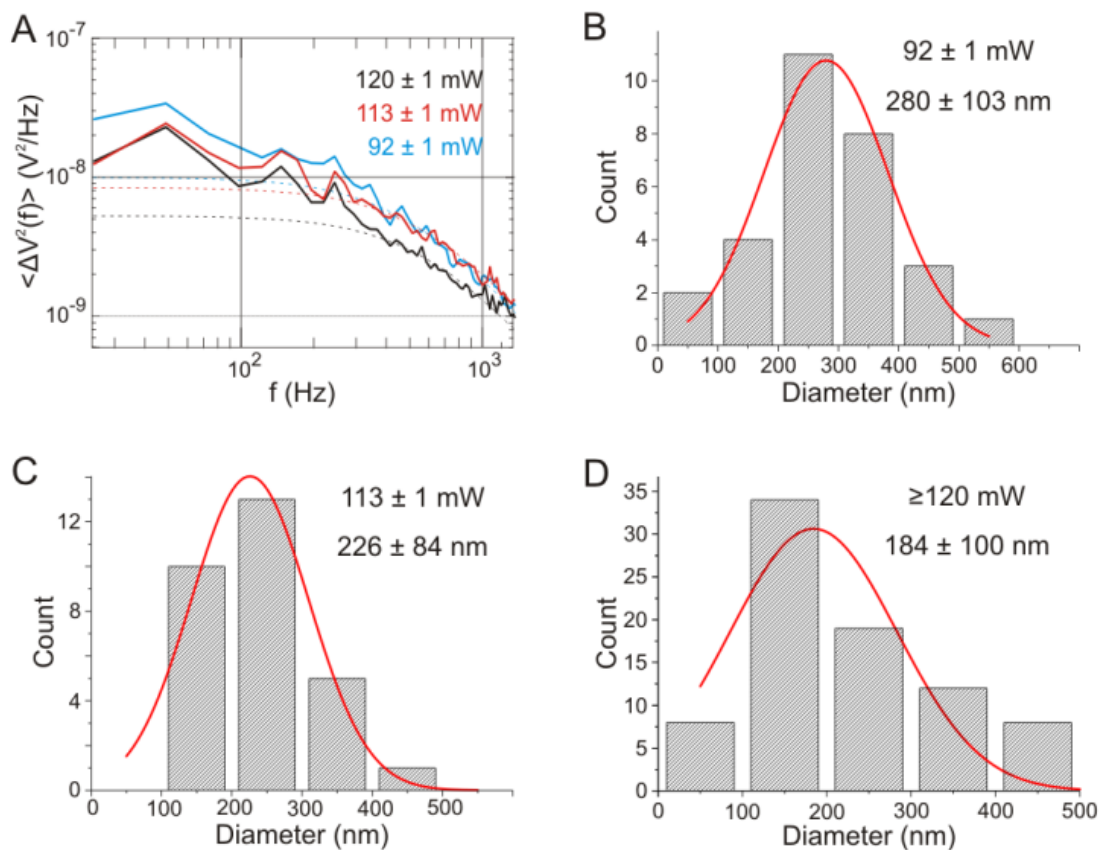 A
10⁻⁷
10⁻⁸
10⁻⁹
<ΔV²(f)> (V²/Hz)
120 ± 1 mW
113 ± 1 mW
92 ± 1 mW
10² 10³
f (Hz)
B
92 ± 1 mW
280 ± 103 nm
10
8
6
4
2
0
Count
0 100 200 300 400 500 600
Diameter (nm)
C
113 ± 1 mW
226 ± 84 nm
12
8
4
0
Count
0 100 200 300 400 500
Diameter (nm)
D
≥120 mW
184 ± 100 nm
35
30
25
20
15
10
5
0
Count
0 100 200 300 400 500
Diameter (nm)